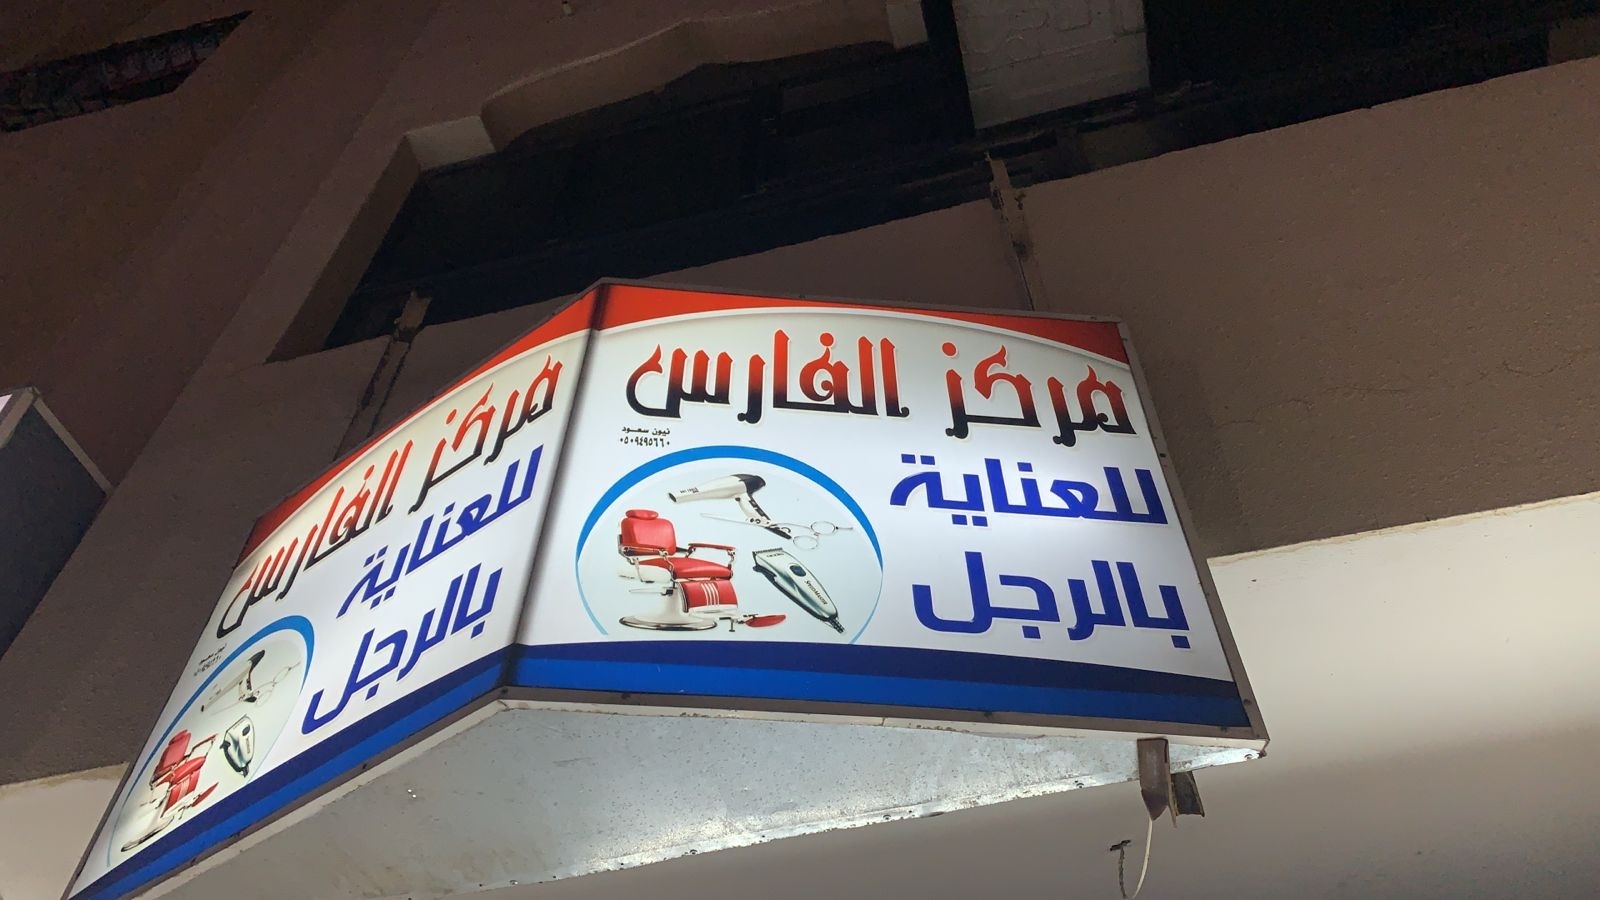 مركز الفارس
نيون سعود
٠٥٠٩٤٩٥٦٦٠
للعناية
بالرجل
مركز الفارس
للعناية
بالرجل